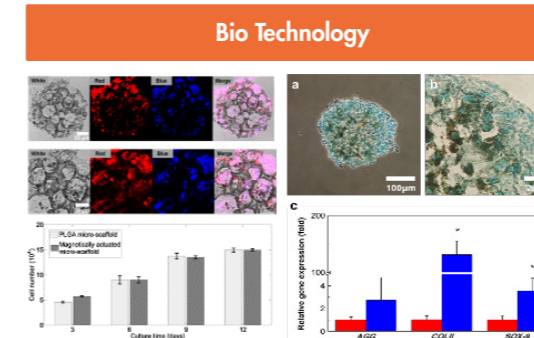 Bio Technology
White Red Blue Merge
White Red Blue Merge
PLGA micro-scaffold
Magnetically actuated
micro-scaffold
Cell number (10⁴)
20
15
10
5
0
3 6 9 12
Culture time (days)
a
100µm
b
c
Relative gene expression (fold)
200
100
4
2
0
AGG COLII SOX-9